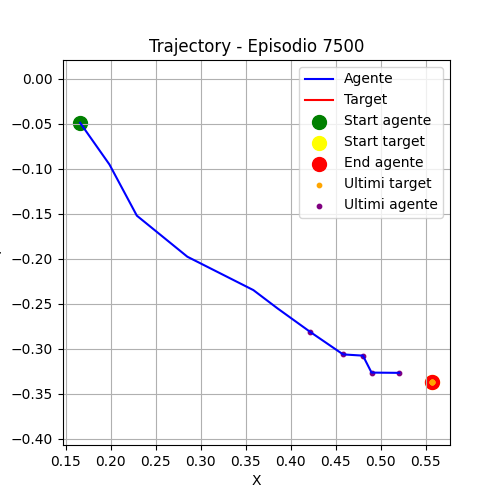 Trajectory - Episodio 7500
Agente
Target
Start agente
Start target
End agente
Ultimi target
Ultimi agente
0.00
−0.05
−0.10
−0.15
−0.20
−0.25
−0.30
−0.35
−0.40
0.15 0.20 0.25 0.30 0.35 0.40 0.45 0.50 0.55
X